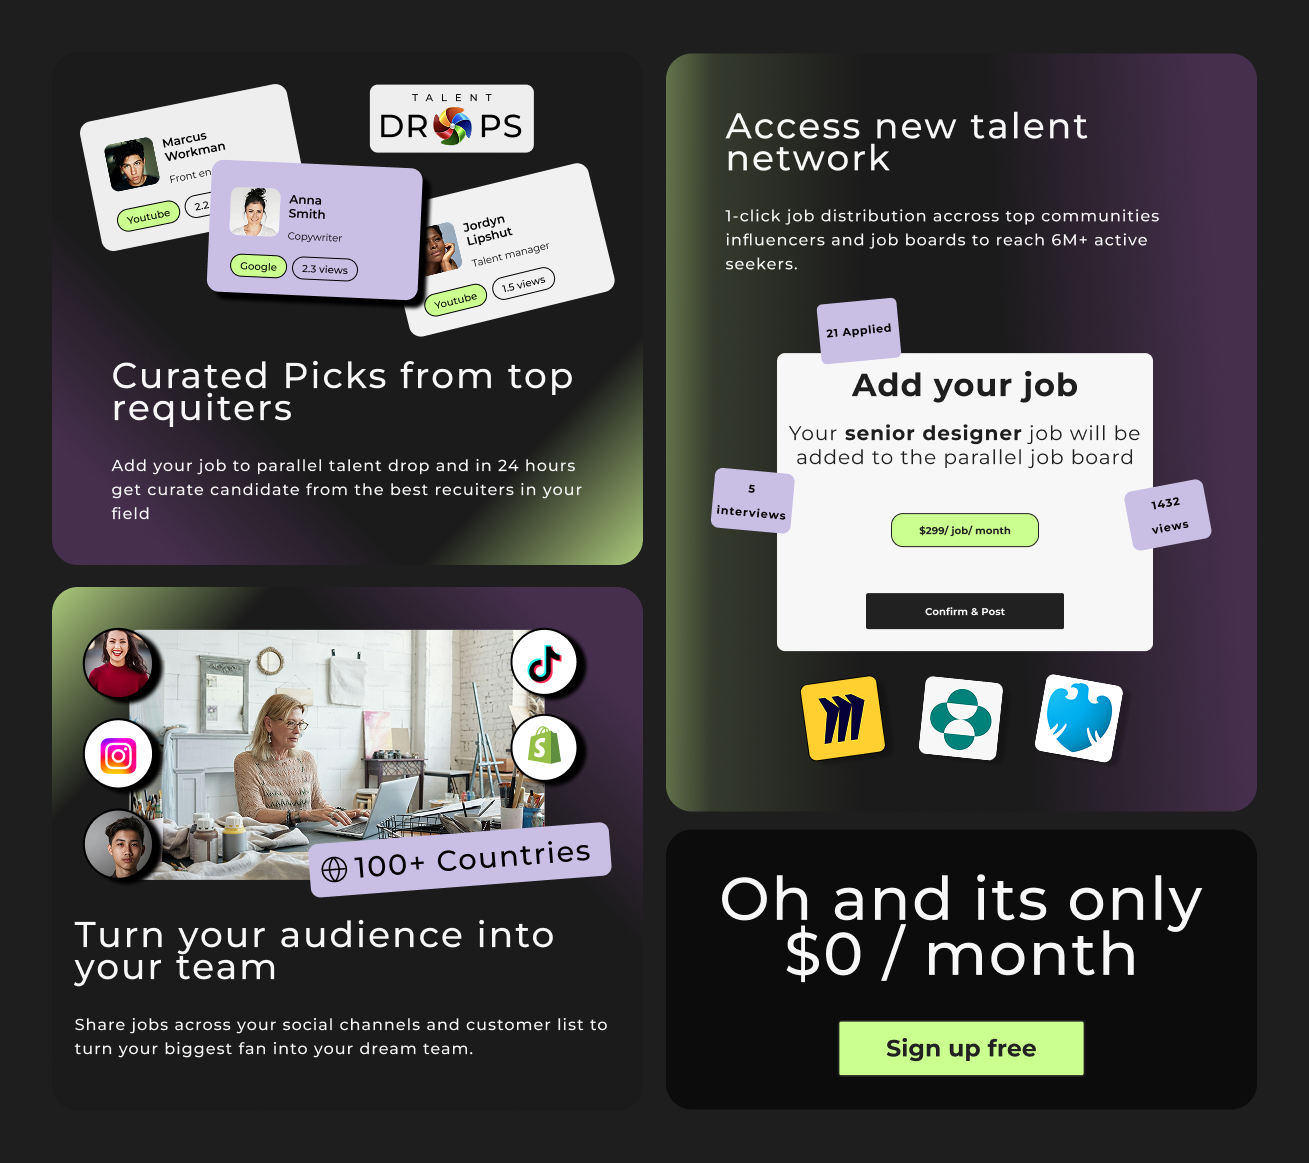 TALENT
DROPS
Marcus
Workman
Front en
Youtube
2.2
Anna
Smith
Copywriter
Google
2.3 views
Jordyn
Lipshut
Talent manager
Youtube
1.5 views
Curated Picks from top
requiters
Add your job to parallel talent drop and in 24 hours
get curate candidate from the best recuiters in your
field
100+ Countries
Turn your audience into
your team
Share jobs across your social channels and customer list to
turn your biggest fan into your dream team.
Access new talent
network
1-click job distribution accross top communities
influencers and job boards to reach 6M+ active
seekers.
21 Applied
Add your job
Your senior designer job will be
added to the parallel job board
5
interviews
1432
views
$299/ job/ month
Confirm & Post
Oh and its only
$0 / month
Sign up free